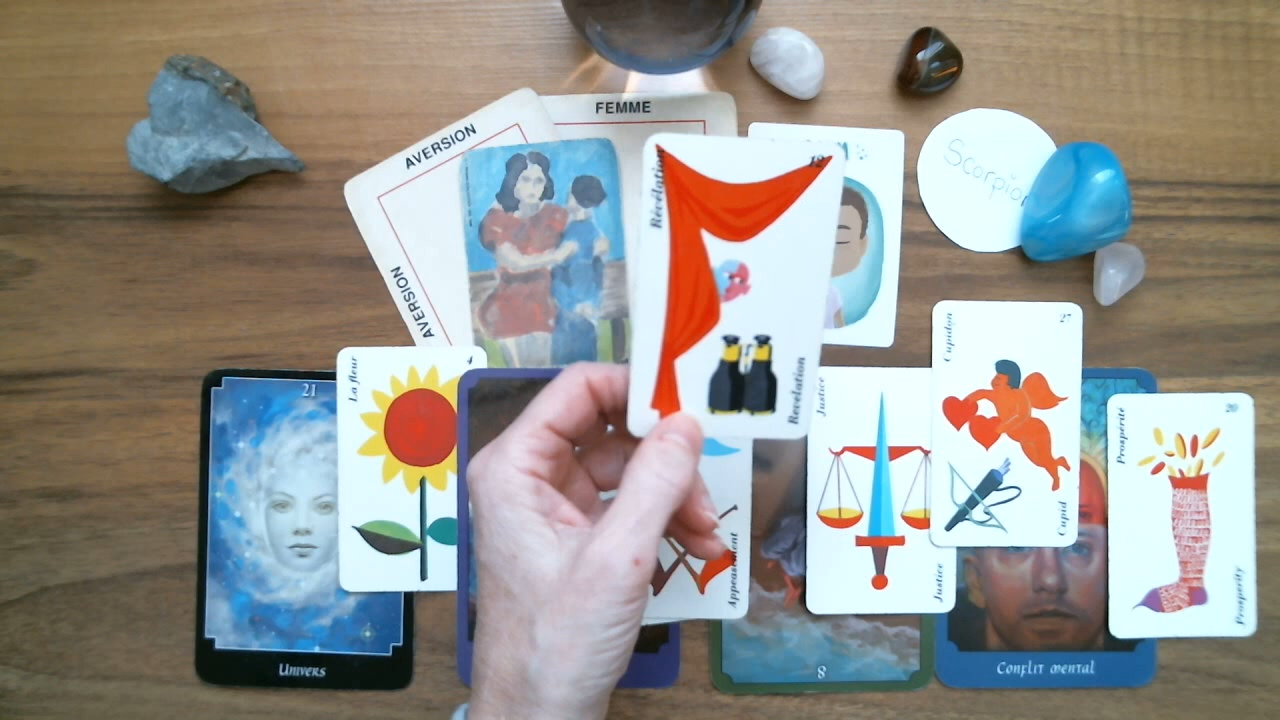 FEMME
AVERSION
AVERSION
Révélation
Revelation
Scorpion
21
Univers
La fleur
Appeasement
8
Justice
Justice
Cupidon
27
Cupid
Conflit mental
Prospérité
20
Prosperity